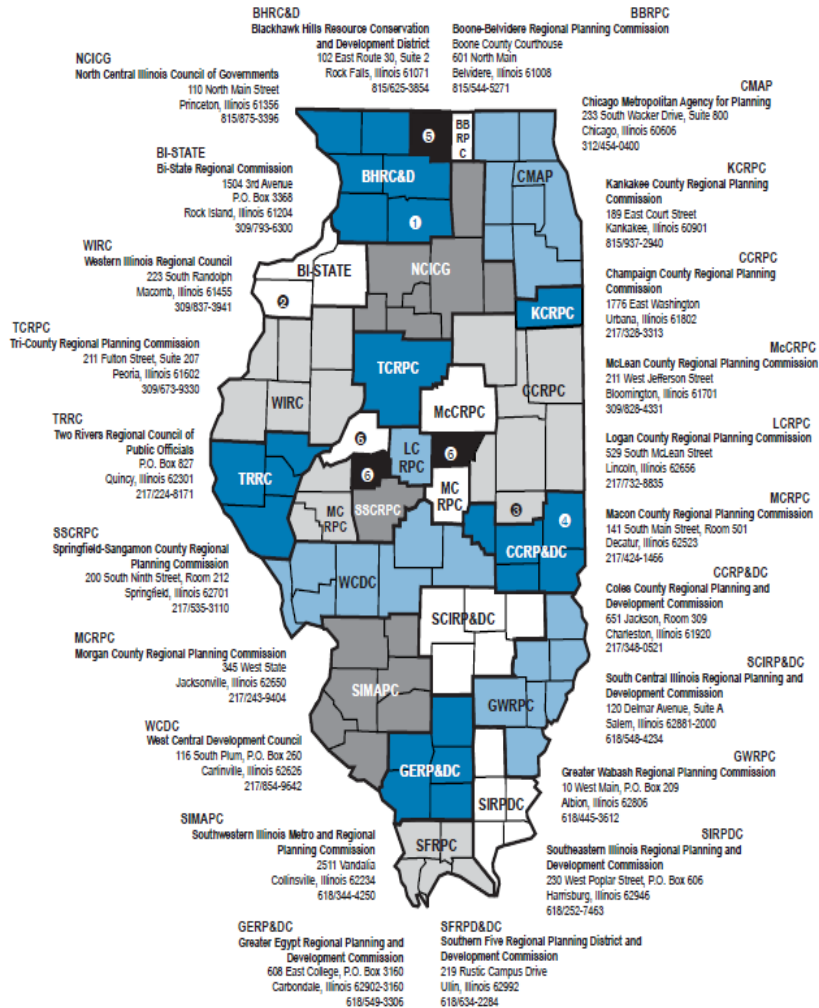 BHRC&D
Blackhawk Hills Resource Conservation
and Development District
102 East Route 30, Suite 2
Rock Falls, Illinois 61071
815/625-3854
BBRPC
Boone-Belvidere Regional Planning Commission
Boone County Courthouse
601 North Main
Belvidere, Illinois 61008
815/544-5271
NCICG
North Central Illinois Council of Governments
110 North Main Street
Princeton, Illinois 61356
815/875-3396
CMAP
Chicago Metropolitan Agency for Planning
233 South Wacker Drive, Suite 800
Chicago, Illinois 60606
312/454-0400
BI-STATE
Bi-State Regional Commission
1504 3rd Avenue
P.O. Box 3368
Rock Island, Illinois 61204
309/793-6300
KCRPC
Kankakee County Regional Planning
Commission
189 East Court Street
Kankakee, Illinois 60901
815/937-2940
WIRC
Western Illinois Regional Council
223 South Randolph
Macomb, Illinois 61455
309/837-3941
CCRPC
Champaign County Regional Planning
Commission
1776 East Washington
Urbana, Illinois 61802
217/328-3313
TCRPC
Tri-County Regional Planning Commission
211 Fulton Street, Suite 207
Peoria, Illinois 61602
309/673-9330
McCRPC
McLean County Regional Planning Commission
211 West Jefferson Street
Bloomington, Illinois 61701
309/828-4331
TRRC
Two Rivers Regional Council of
Public Officials
P.O. Box 827
Quincy, Illinois 62301
217/224-8171
LCRPC
Logan County Regional Planning Commission
529 South McLean Street
Lincoln, Illinois 62656
217/732-8835
MCRPC
Macon County Regional Planning Commission
141 South Main Street, Room 501
Decatur, Illinois 62523
217/424-1466
SSCRPC
Springfield-Sangamon County Regional
Planning Commission
200 South Ninth Street, Room 212
Springfield, Illinois 62701
217/535-3110
CCRP&DC
Coles County Regional Planning and
Development Commission
651 Jackson, Room 309
Charleston, Illinois 61920
217/348-0521
MCRPC
Morgan County Regional Planning Commission
345 West State
Jacksonville, Illinois 62650
217/243-9404
SCIRP&DC
South Central Illinois Regional Planning and
Development Commission
120 Delmar Avenue, Suite A
Salem, Illinois 62881-2000
618/548-4234
WCDC
West Central Development Council
116 South Plum, P.O. Box 260
Carlinville, Illinois 62626
217/854-9642
GWRPC
Greater Wabash Regional Planning Commission
10 West Main, P.O. Box 209
Albion, Illinois 62806
618/445-3612
SIMAPC
Southwestern Illinois Metro and Regional
Planning Commission
2511 Vandalia
Collinsville, Illinois 62234
618/344-4250
SIRPDC
Southeastern Illinois Regional Planning and
Development Commission
230 West Poplar Street, P.O. Box 606
Harrisburg, Illinois 62946
618/252-7463
GERP&DC
Greater Egypt Regional Planning and
Development Commission
608 East College, P.O. Box 3160
Carbondale, Illinois 62902-3160
618/549-3306
SFRPD&DC
Southern Five Regional Planning District and
Development Commission
219 Rustic Campus Drive
Ullin, Illinois 62992
618/634-2284
5
BB
RP
C
BHRC&D
CMAP
1
BI-STATE
NCICG
2
KCRPC
TCRPC
CCRPC
WIRC
McCRPC
6
LC
RPC
6
6
TRRC
MC
RPC
SSCRPC
MC
RPC
3
4
CCRP&DC
WCDC
SCIRP&DC
SIMAPC
GWRPC
GERP&DC
SIRPDC
SFRPC